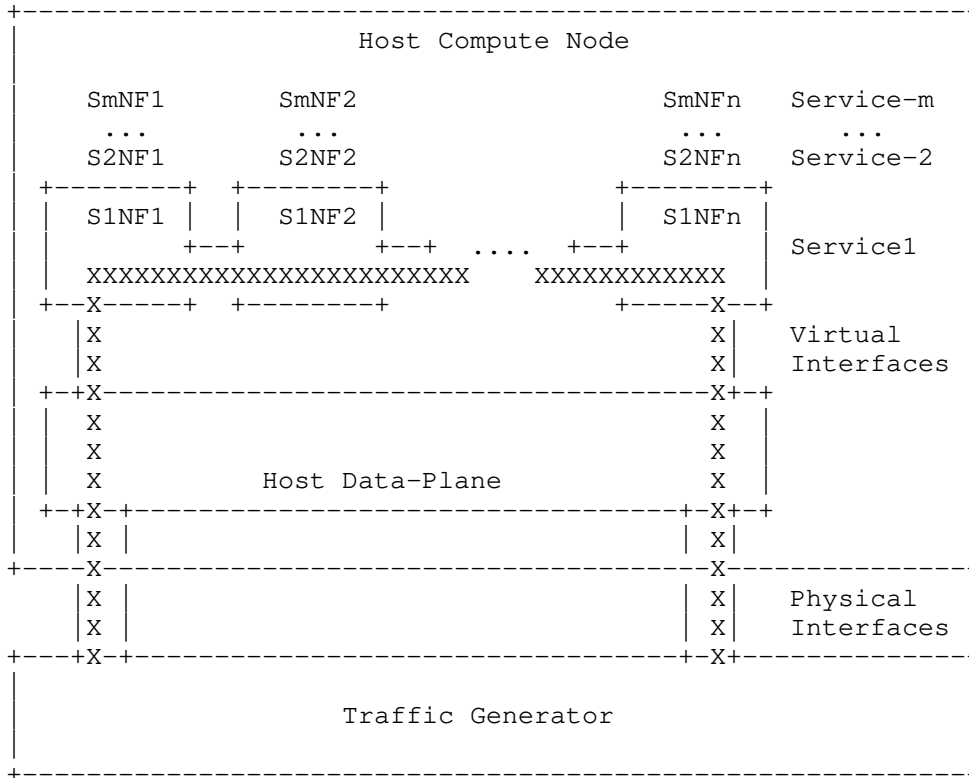 Host Compute Node
SmNF1 SmNF2 SmNFn Service-m
... ... ... ...
S2NF1 S2NF2 S2NFn Service-2
S1NF1 S1NF2 S1NFn
.... Service1
XXXXXXXXXXXXXXXXXXXXXXXX XXXXXXXXXXXX
X X
X X Virtual
X X Interfaces
X X
X X
X X
X Host Data-Plane X
X X
X X
X X
X X Physical
X X Interfaces
X X
Traffic Generator